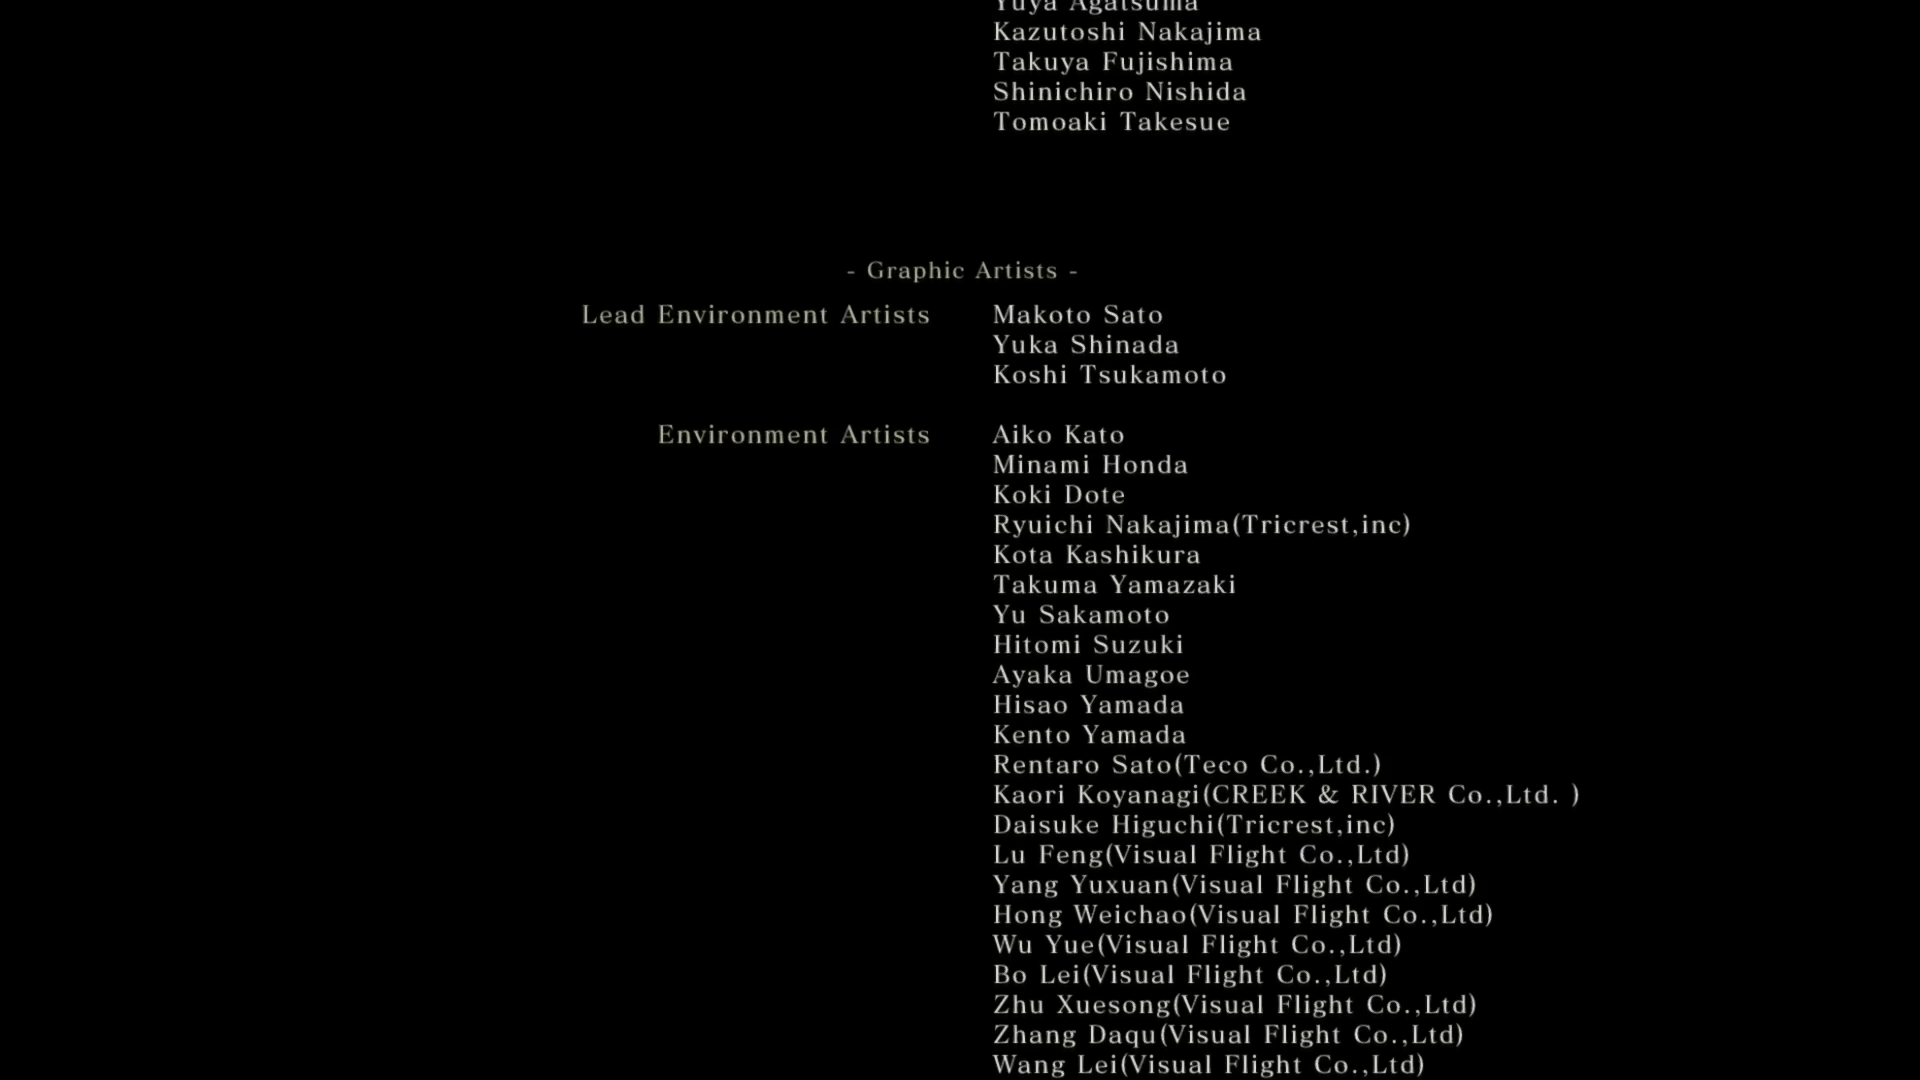 Yuya Agatsuma
Kazutoshi Nakajima
Takuya Fujishima
Shinichiro Nishida
Tomoaki Takesue
- Graphic Artists -
Lead Environment Artists Makoto Sato
Yuka Shinada
Koshi Tsukamoto
Environment Artists Aiko Kato
Minami Honda
Koki Dote
Ryuichi Nakajima(Tricrest,inc)
Kota Kashikura
Takuma Yamazaki
Yu Sakamoto
Hitomi Suzuki
Ayaka Umagoe
Hisao Yamada
Kento Yamada
Rentaro Sato(Teco Co.,Ltd.)
Kaori Koyanagi(CREEK & RIVER Co.,Ltd. )
Daisuke Higuchi(Tricrest,inc)
Lu Feng(Visual Flight Co.,Ltd)
Yang Yuxuan(Visual Flight Co.,Ltd)
Hong Weichao(Visual Flight Co.,Ltd)
Wu Yue(Visual Flight Co.,Ltd)
Bo Lei(Visual Flight Co.,Ltd)
Zhu Xuesong(Visual Flight Co.,Ltd)
Zhang Daqu(Visual Flight Co.,Ltd)
Wang Lei(Visual Flight Co.,Ltd)